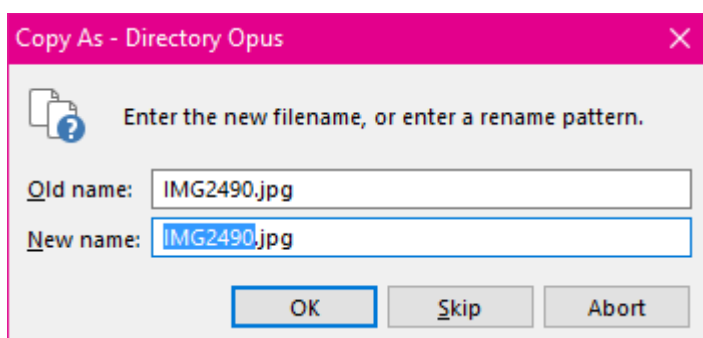 Copy As - Directory Opus
Enter the new filename, or enter a rename pattern.
Old name: IMG2490.jpg
New name: IMG2490.jpg
OK Skip Abort